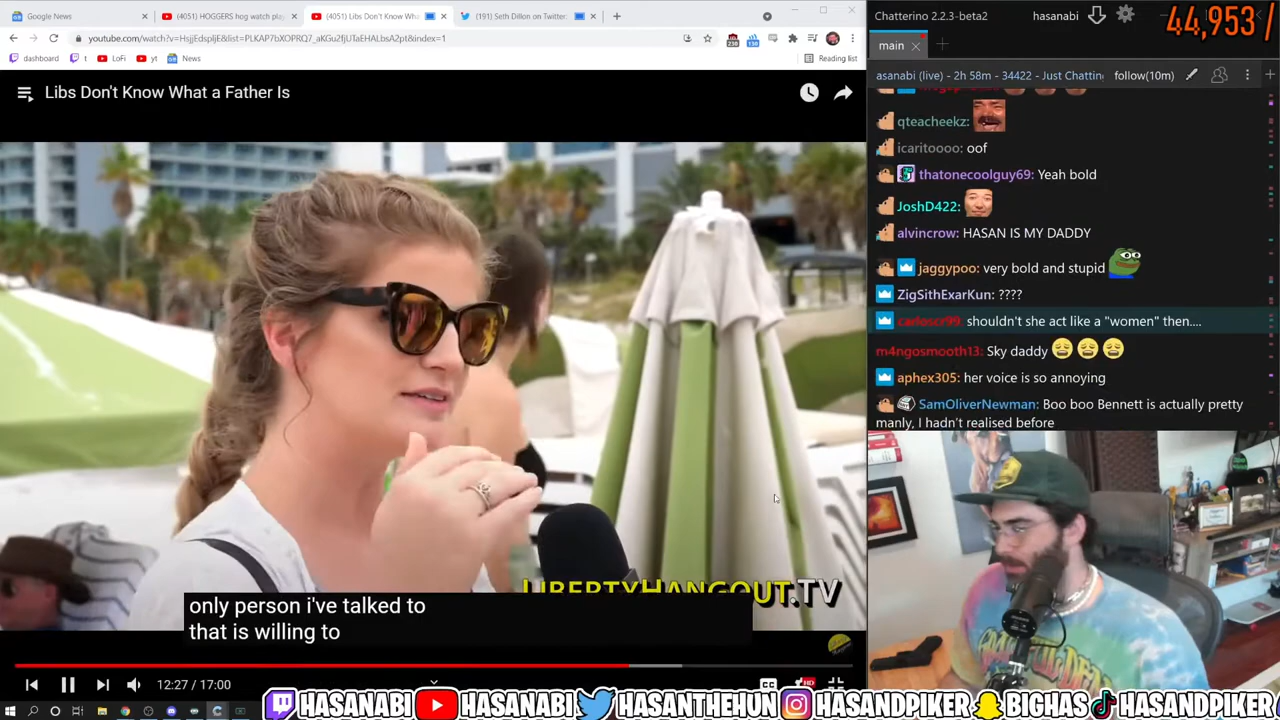 Google News
(4051) HOGGERS hog watch play
(4051) Libs Don't Know What
(191) Seth Dillon on Twitter:
youtube.com/watch?v=HsjjEdspljE&list=PLKAP7bXOPRQ7_aKGu2fjUTaEHALbsA2pt&index=1
dashboard
t
LoFi
yt
News
Reading list
Libs Don't Know What a Father Is
LIBERTYHANGOUT.TV
only person i've talked to
that is willing to
12:27 / 17:00
HD
Chatterino 2.2.3-beta2
hasanabi
44,953 /
main
asanabi (live) - 2h 58m - 34422 - Just Chatting
follow(10m)
qteacheekz:
icaritoooo: oof
thatonecoolguy69: Yeah bold
JoshD422:
alvincrow: HASAN IS MY DADDY
jaggypoo: very bold and stupid
ZigSithExarKun: ????
carloscr99: shouldn't she act like a "women" then....
m4ngosmooth13: Sky daddy
aphex305: her voice is so annoying
SamOliverNewman: Boo boo Bennett is actually pretty
manly, I hadn't realised before
HASANABI
HASANABI
HASANTHEHUN
HASANDPIKER
BIGHAS
HASANDPIKER